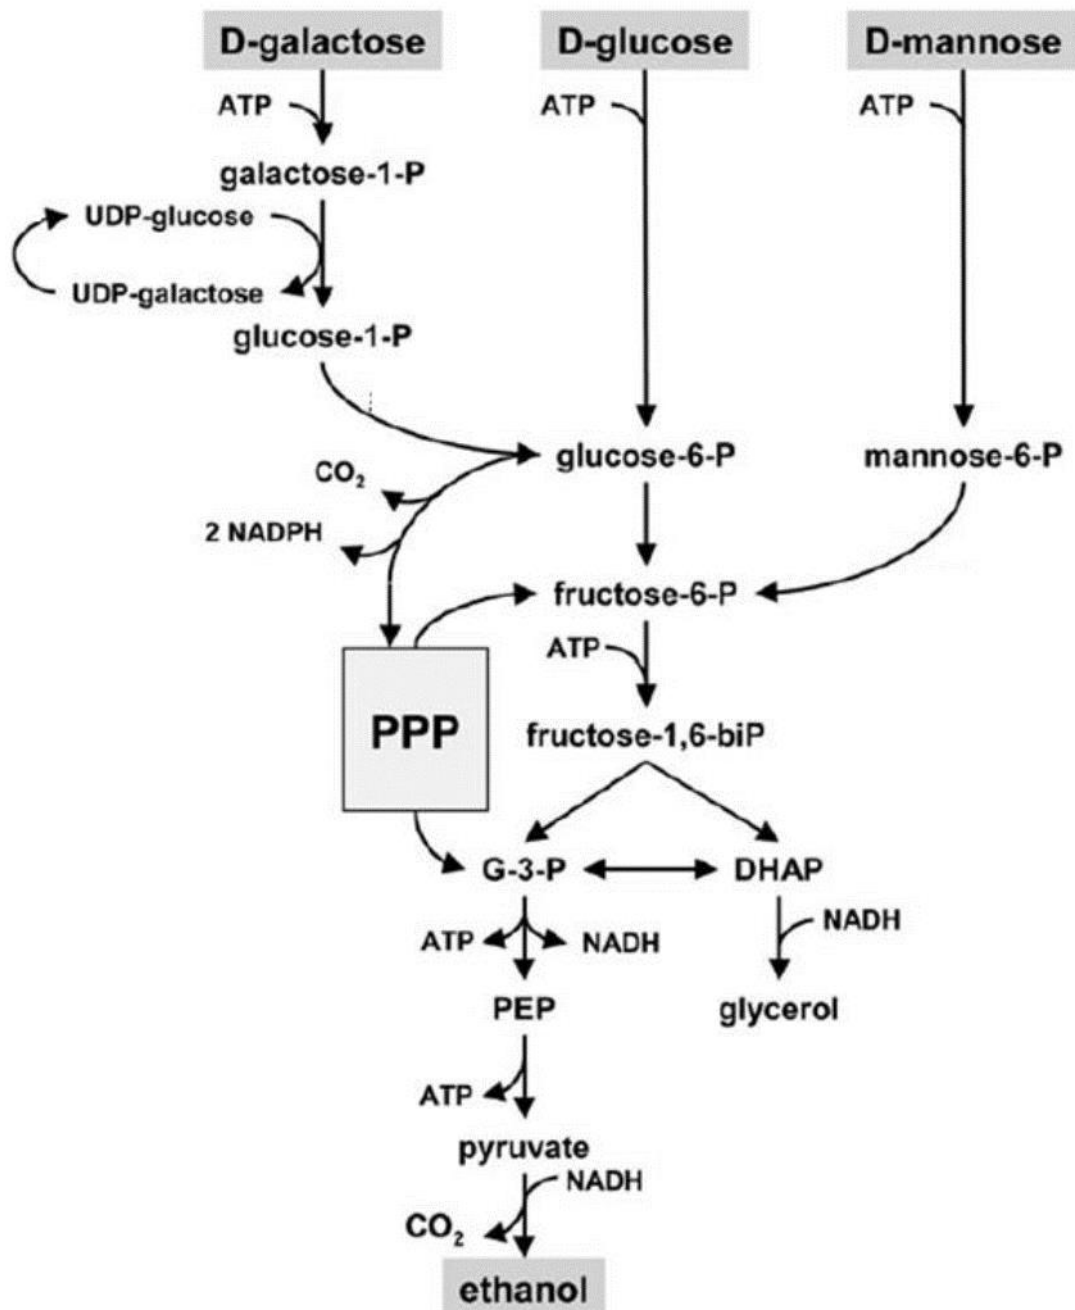 D-galactose D-glucose D-mannose
ATP ATP ATP
galactose-1-P
UDP-glucose
UDP-galactose
glucose-1-P
glucose-6-P mannose-6-P
CO₂
2 NADPH
fructose-6-P
ATP
PPP fructose-1,6-biP
G-3-P DHAP
ATP NADH NADH
PEP glycerol
ATP
pyruvate
NADH
CO₂
ethanol